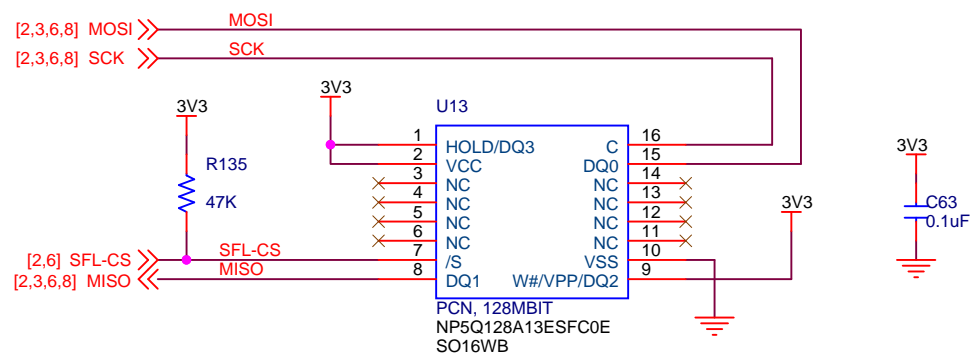 [2,3,6,8] MOSI MOSI
[2,3,6,8] SCK SCK
3V3
3V3
U13
R135
47K
1 HOLD/DQ3 C 16
2 VCC DQ0 15
3 NC NC 14
4 NC NC 13
5 NC NC 12
6 NC NC 11
[2,6] SFL-CS SFL-CS 7 /S VSS 10
[2,3,6,8] MISO MISO 8 DQ1 W#/VPP/DQ2 9
3V3
PCN, 128MBIT
NP5Q128A13ESFC0E
SO16WB
3V3
C63
0.1uF